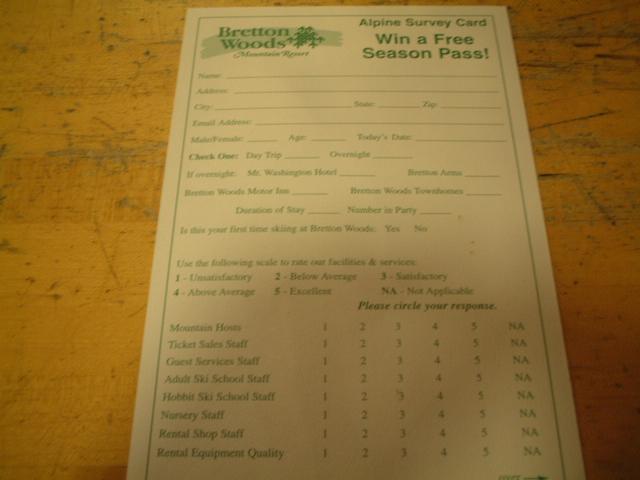 Bretton Woods
Mountain Resort
Alpine Survey Card
Win a Free
Season Pass!
Name:
Address:
City: State: Zip:
Email Address:
Male/Female: Age: Today's Date:
Check One: Day Trip Overnight
If overnight: Mt. Washington Hotel Bretton Arms
Bretton Woods Motor Inn Bretton Woods Townhomes
Duration of Stay Number in Party
Is this your first time skiing at Bretton Woods: Yes No
Use the following scale to rate our facilities & services:
1 - Unsatisfactory 2 - Below Average 3 - Satisfactory
4 - Above Average 5 - Excellent NA - Not Applicable
Please circle your response.
Mountain Hosts 1 2 3 4 5 NA
Ticket Sales Staff 1 2 3 4 5 NA
Guest Services Staff 1 2 3 4 5 NA
Adult Ski School Staff 1 2 3 4 5 NA
Hobbit Ski School Staff 1 2 3 4 5 NA
Nursery Staff 1 2 3 4 5 NA
Rental Shop Staff 1 2 3 4 5 NA
Rental Equipment Quality 1 2 3 4 5 NA